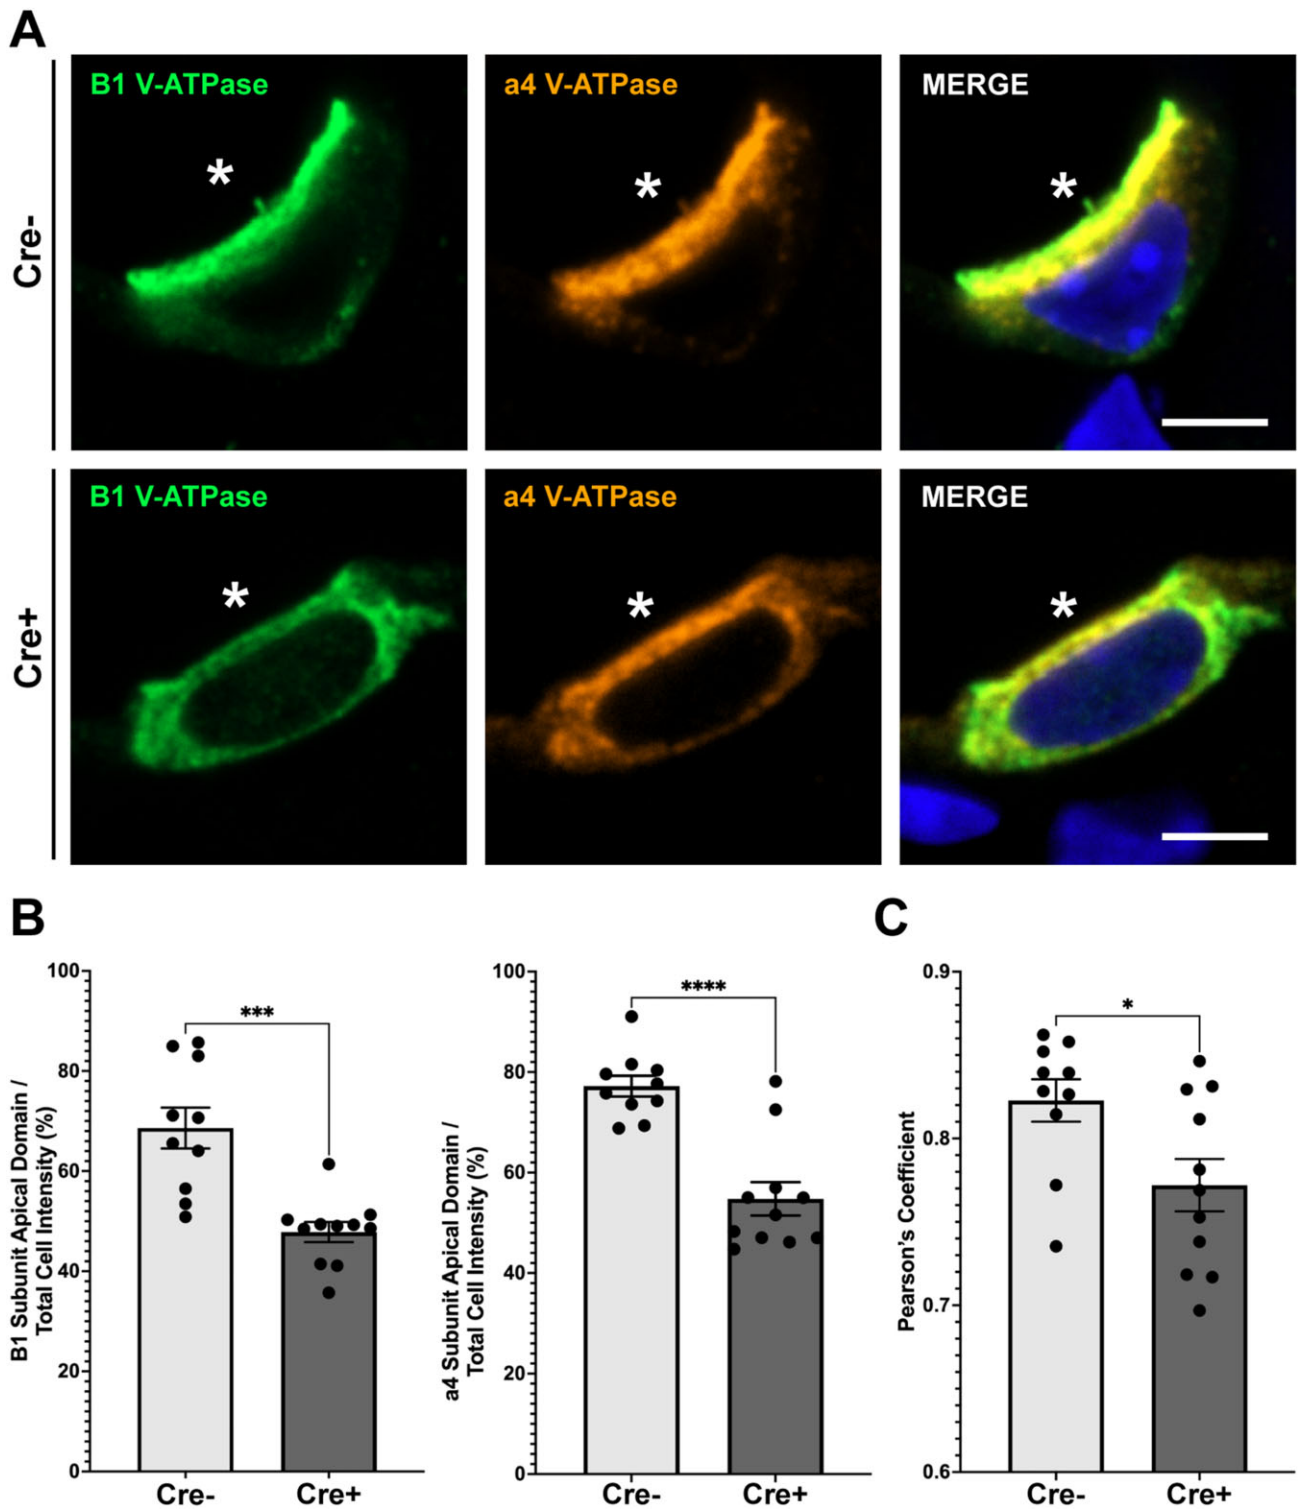 A
B1 V-ATPase
a4 V-ATPase
MERGE
*
*
*
Cre-
B1 V-ATPase
a4 V-ATPase
MERGE
*
*
*
Cre+
B
B1 Subunit Apical Domain /
Total Cell Intensity (%)
100
80
60
40
20
0
***
Cre-
Cre+
a4 Subunit Apical Domain /
Total Cell Intensity (%)
100
80
60
40
20
0
****
Cre-
Cre+
C
Pearson's Coefficient
0.9
0.8
0.7
0.6
*
Cre-
Cre+